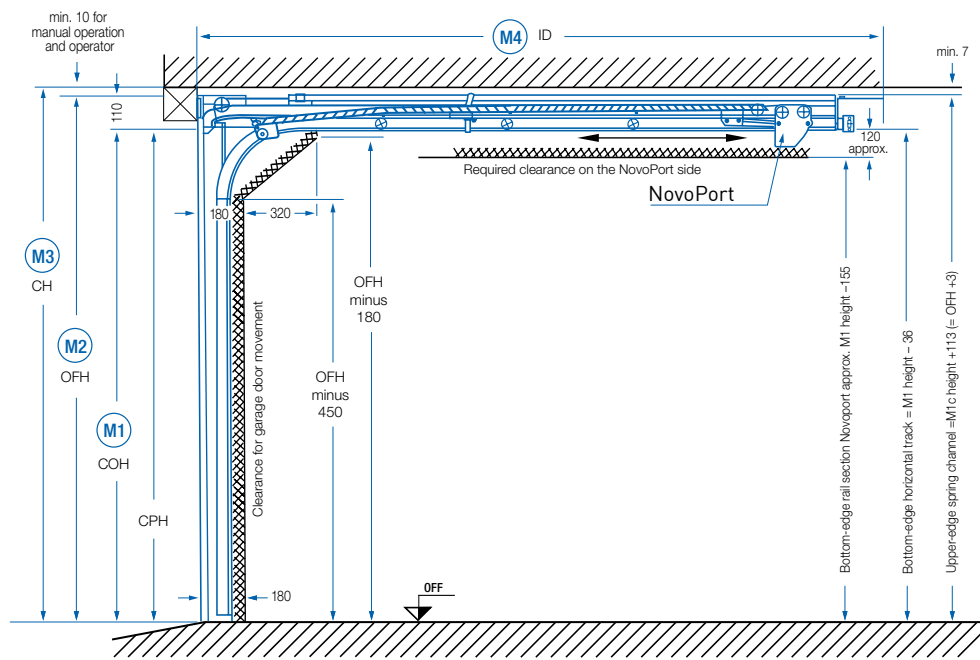 min. 10 for
manual operation
and operator
M4 ID
min. 7
110
120
approx.
Required clearance on the NovoPort side
NovoPort
180
320
M3
CH
M2
OFH
M1
COH
CPH
OFH
minus
180
OFH
minus
450
Clearance for garage door movement
180
OFF
Bottom-edge rail section Novoport approx. M1 height −155
Bottom-edge horizontal track = M1 height − 36
Upper-edge spring channel =M1c height +113 (= OFH +3)